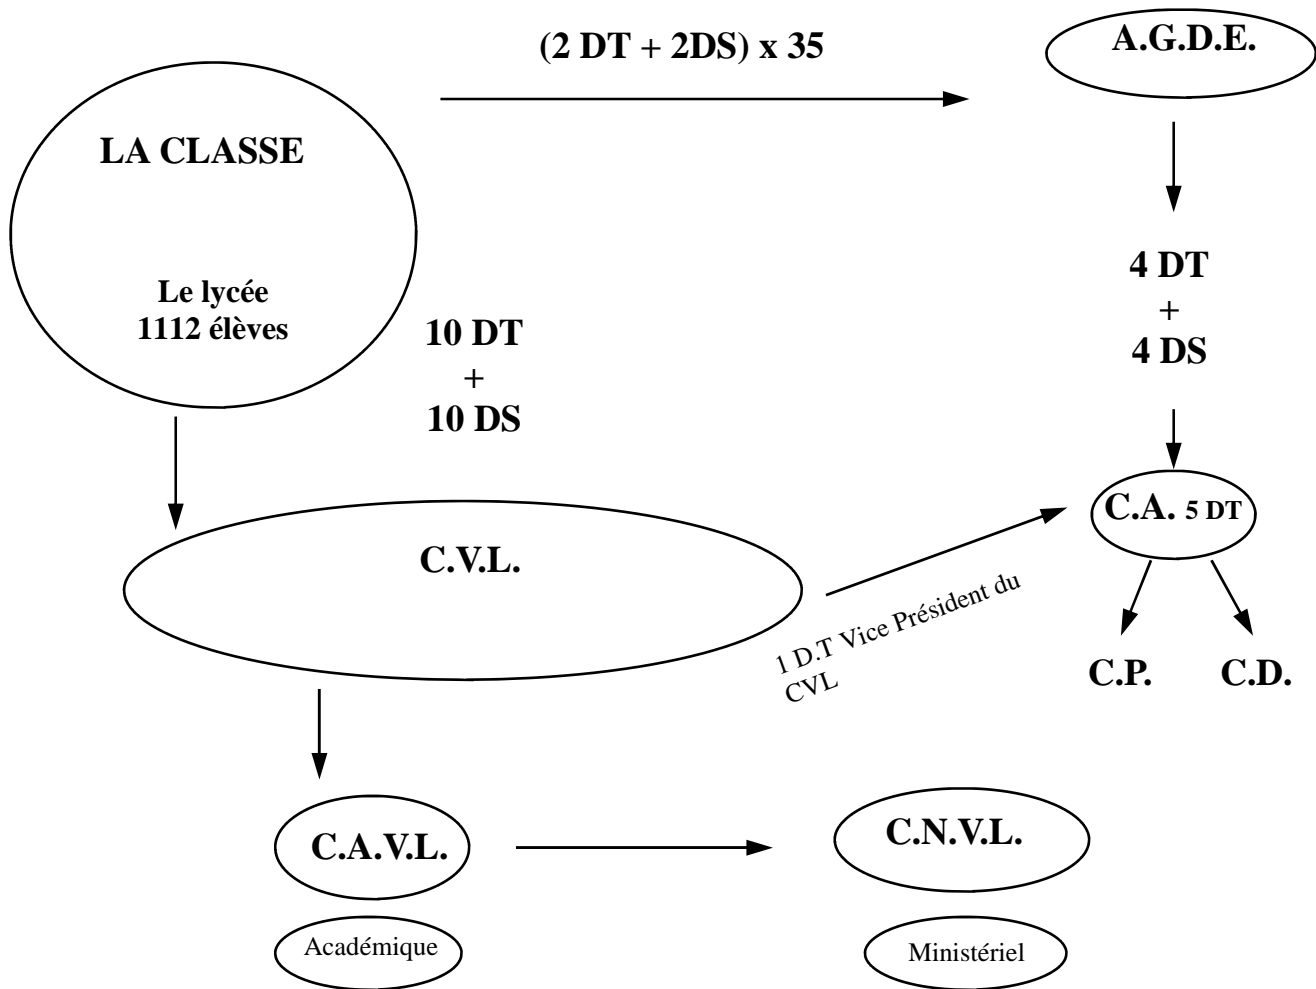 (2 DT + 2DS) x 35
A.G.D.E.
LA CLASSE
Le lycée
1112 élèves
10 DT
+
10 DS
4 DT
+
4 DS
C.V.L.
C.A. 5 DT
1 D.T Vice Président du
CVL
C.P.
C.D.
C.A.V.L.
C.N.V.L.
Académique
Ministériel